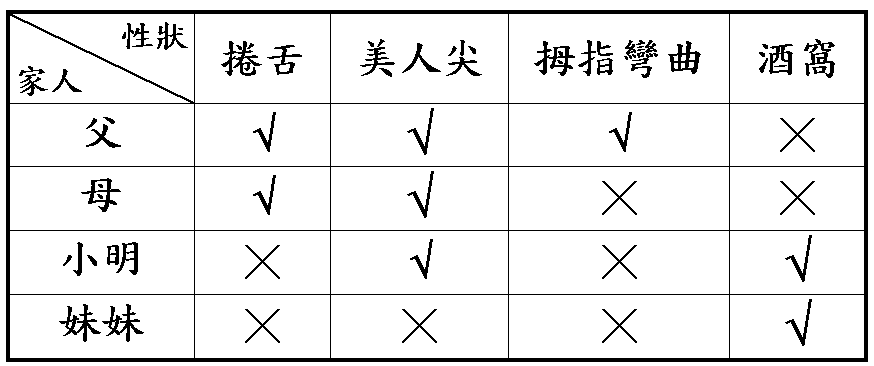 性狀 家人 捲舌 美人尖 拇指彎曲 酒窩
父 √ √ √ ×
母 √ √ × ×
小明 × √ × √
妹妹 × × × √